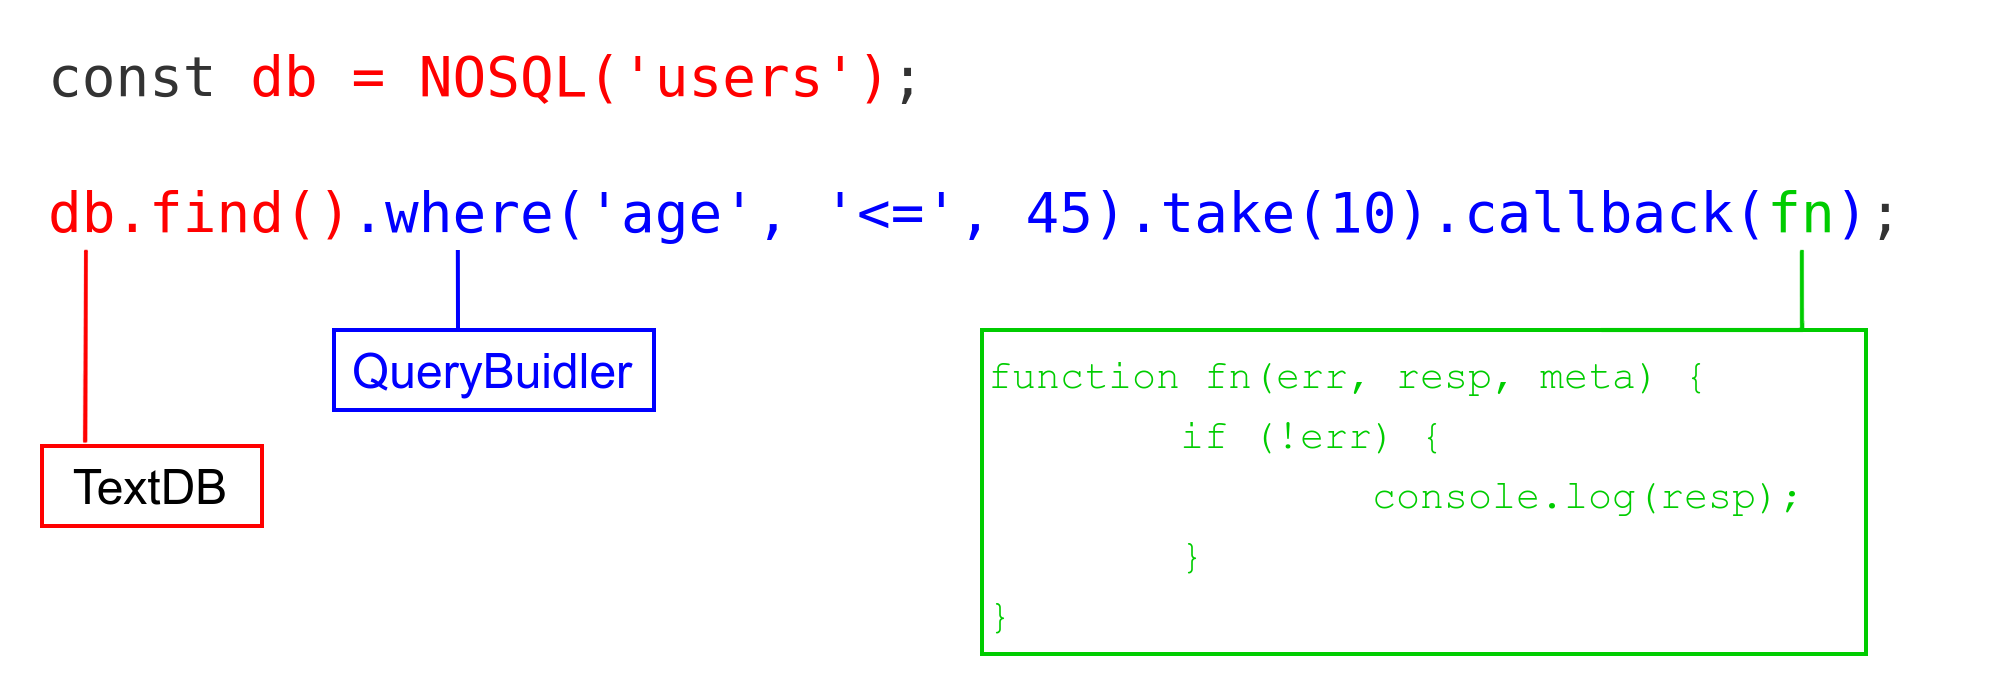 const db = NOSQL('users');
db.find().where('age', '<=', 45).take(10).callback(fn);
QueryBuidler
TextDB
function fn(err, resp, meta) {
if (!err) {
console.log(resp);
}
}